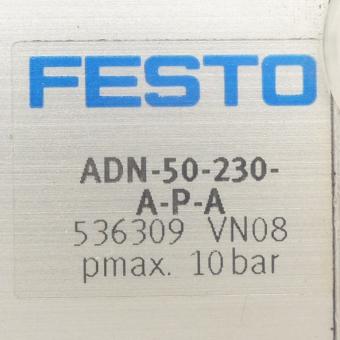 FESTO
ADN-50-230-
A-P-A
536309 VN08
pmax. 10 bar